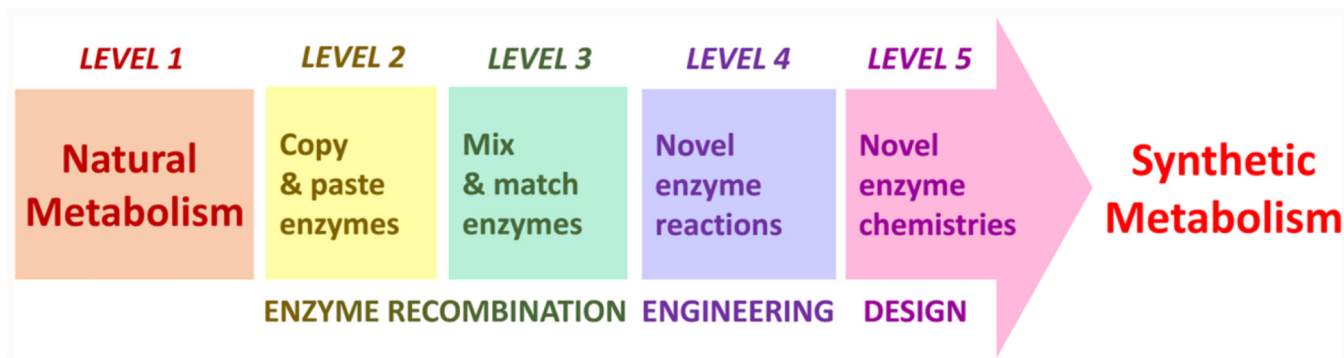 LEVEL 1
LEVEL 2
LEVEL 3
LEVEL 4
LEVEL 5
Natural
Metabolism
Copy
& paste
enzymes
Mix
& match
enzymes
Novel
enzyme
reactions
Novel
enzyme
chemistries
Synthetic
Metabolism
ENZYME RECOMBINATION
ENGINEERING
DESIGN